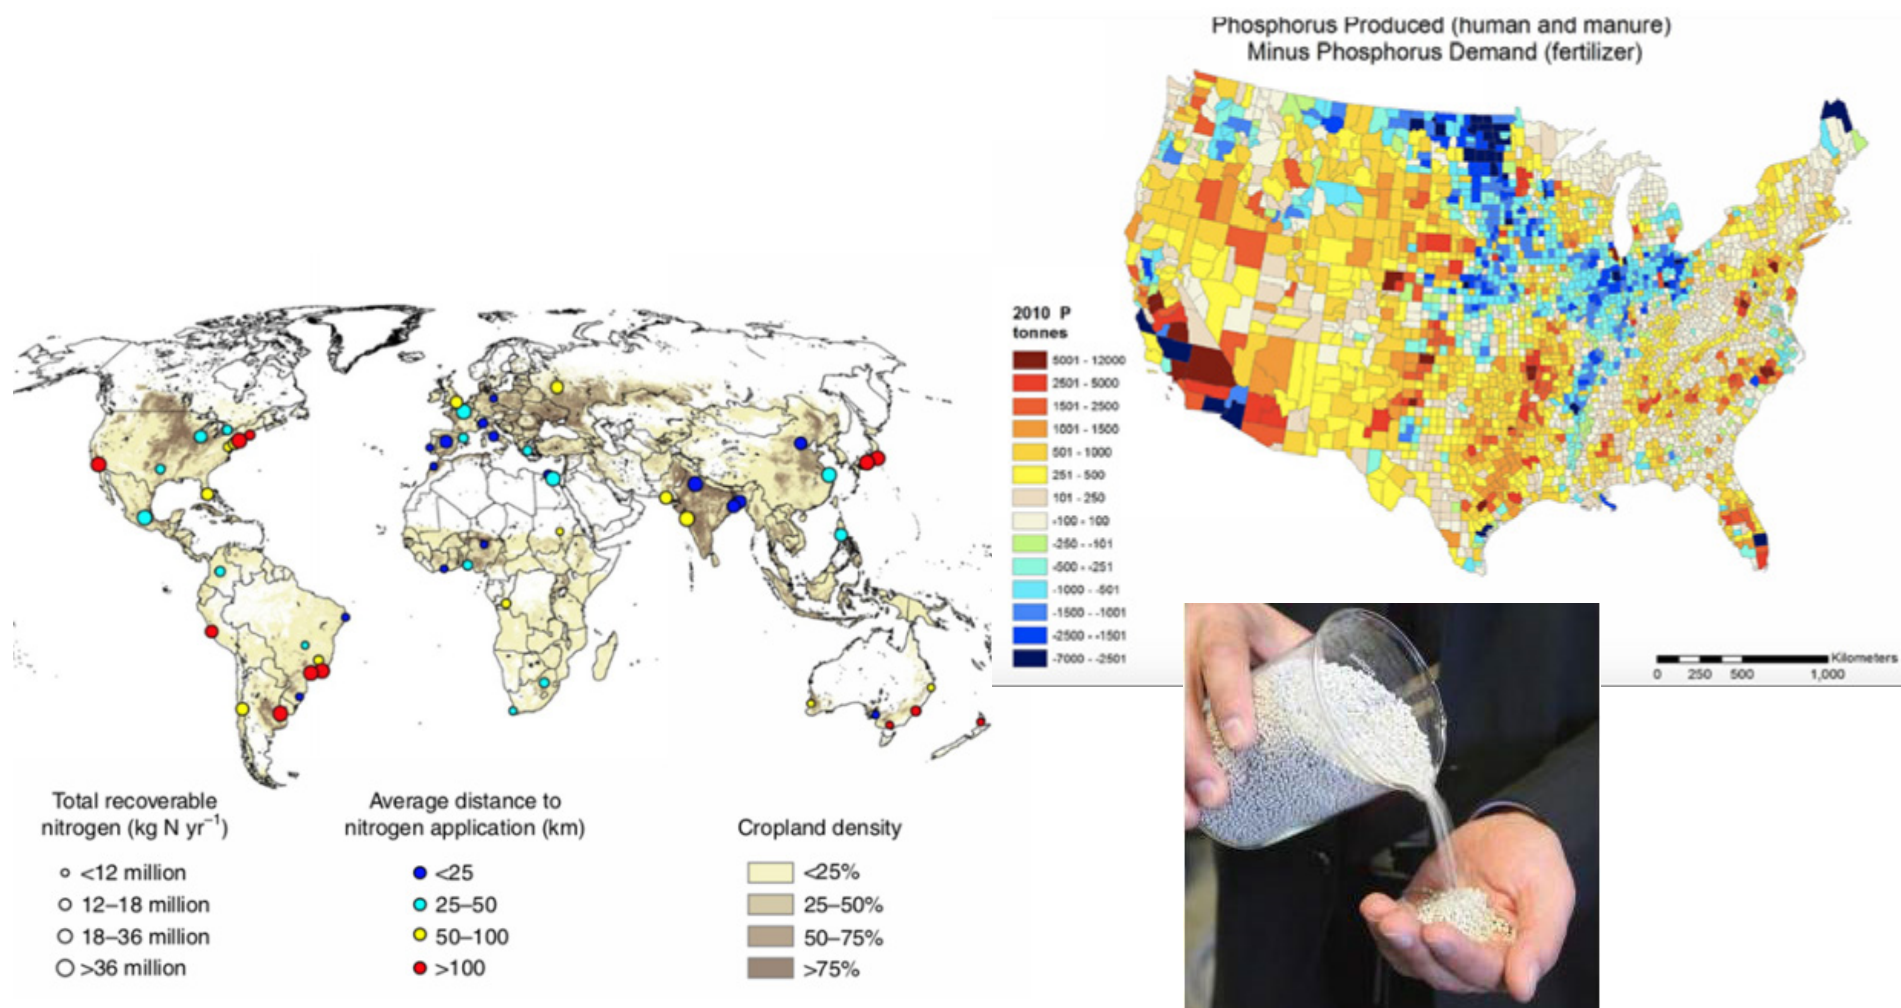 Phosphorus Produced (human and manure)
Minus Phosphorus Demand (fertilizer)
2010 P
tonnes
5001 - 12000
2501 - 5000
1501 - 2500
1001 - 1500
501 - 1000
251 - 500
101 - 250
-100 - 100
-250 - -101
-500 - -251
-1000 - -501
-1500 - -1001
-2500 - -1501
-7000 - -2501
Kilometers
0 250 500 1,000
Total recoverable
nitrogen (kg N yr⁻¹)
<12 million
12–18 million
18–36 million
>36 million
Average distance to
nitrogen application (km)
<25
25–50
50–100
>100
Cropland density
<25%
25–50%
50–75%
>75%